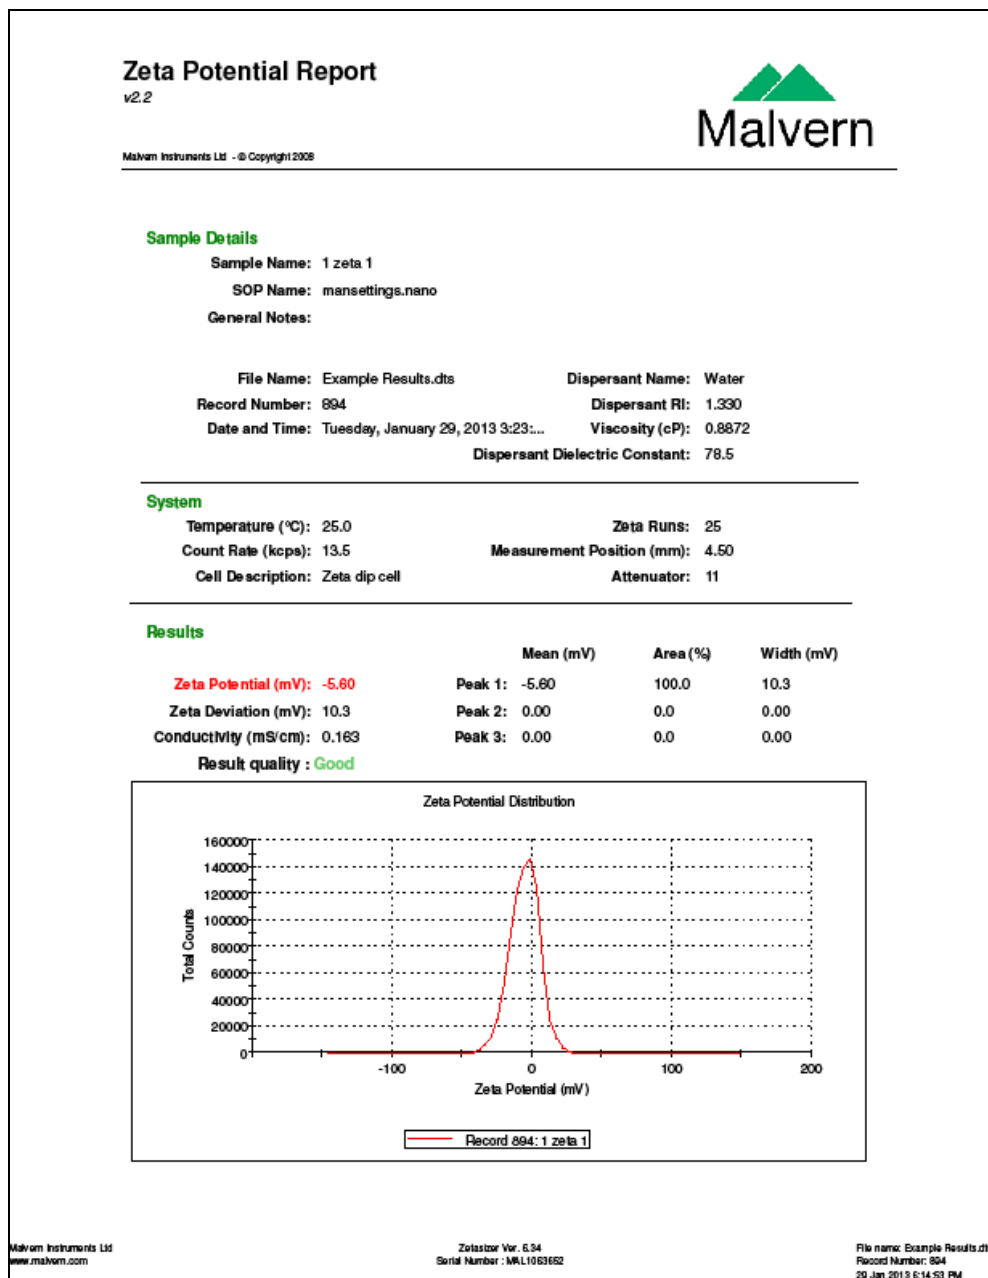 Zeta Potential Report
v2.2
Malvern
Malvern Instruments Ltd - © Copyright 2008
Sample Details
Sample Name: 1 zeta 1
SOP Name: mansettings.nano
General Notes:
File Name: Example Results.dts Dispersant Name: Water
Record Number: 894 Dispersant RI: 1.330
Date and Time: Tuesday, January 29, 2013 3:23:... Viscosity (cP): 0.8872
Dispersant Dielectric Constant: 78.5
System
Temperature (ºC): 25.0 Zeta Runs: 25
Count Rate (kcps): 13.5 Measurement Position (mm): 4.50
Cell Description: Zeta dip cell Attenuator: 11
Results
Mean (mV) Area (%) Width (mV)
Zeta Potential (mV): -5.60 Peak 1: -5.60 100.0 10.3
Zeta Deviation (mV): 10.3 Peak 2: 0.00 0.0 0.00
Conductivity (mS/cm): 0.163 Peak 3: 0.00 0.0 0.00
Result quality : Good
Zeta Potential Distribution
160000
140000
120000
100000
80000
60000
40000
20000
0
Total Counts
-100 0 100 200
Zeta Potential (mV)
Record 894: 1 zeta 1
Malvern Instruments Ltd Zetasizer Ver. 6.34 File name: Example Results.dt
www.malvern.com Serial Number : MAL1063652 Record Number: 894
29 Jan 2013 6:14:53 PM